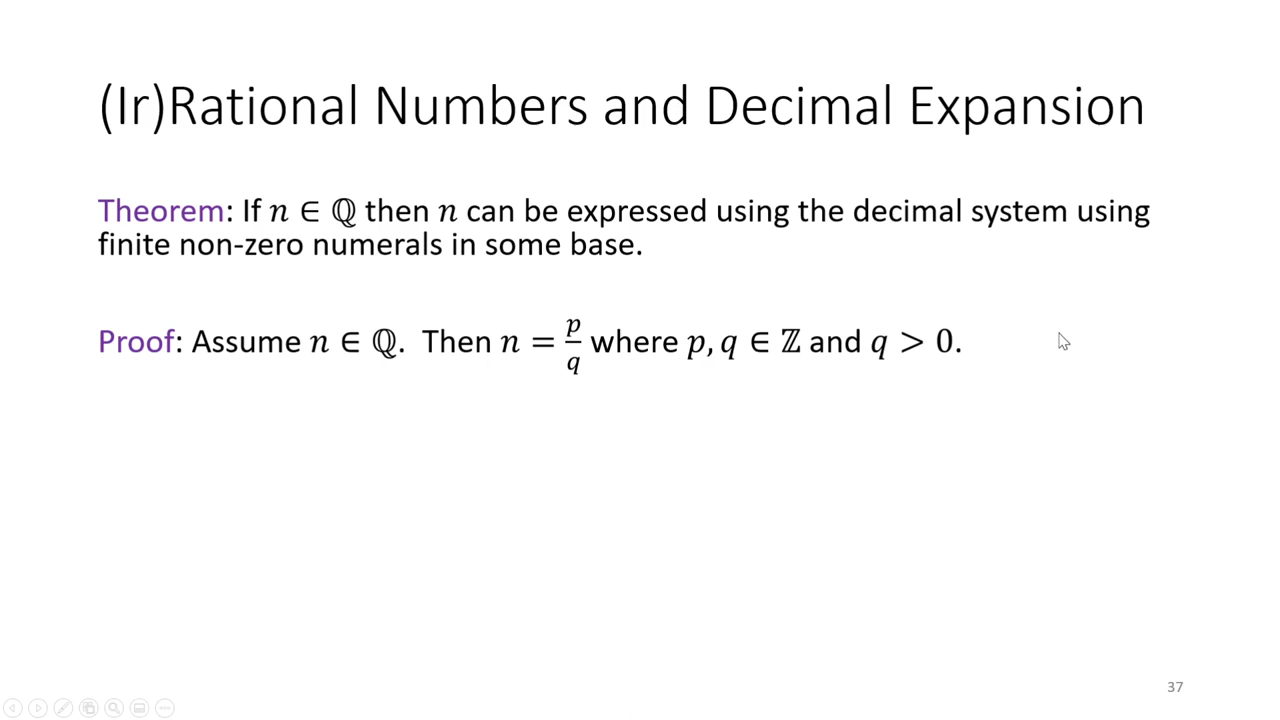 (Ir)Rational Numbers and Decimal Expansion
Theorem: If n ∈ ℚ then n can be expressed using the decimal system using
finite non-zero numerals in some base.
Proof: Assume n ∈ ℚ. Then n = p/q where p, q ∈ ℤ and q > 0.
37